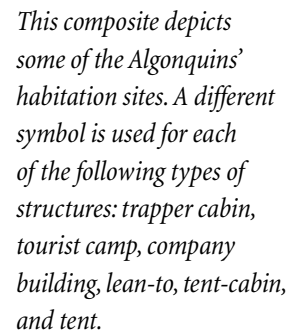 This composite depicts
some of the Algonquins’
habitation sites. A different
symbol is used for each
of the following types of
structures: trapper cabin,
tourist camp, company
building, lean-to, tent-cabin,
and tent.